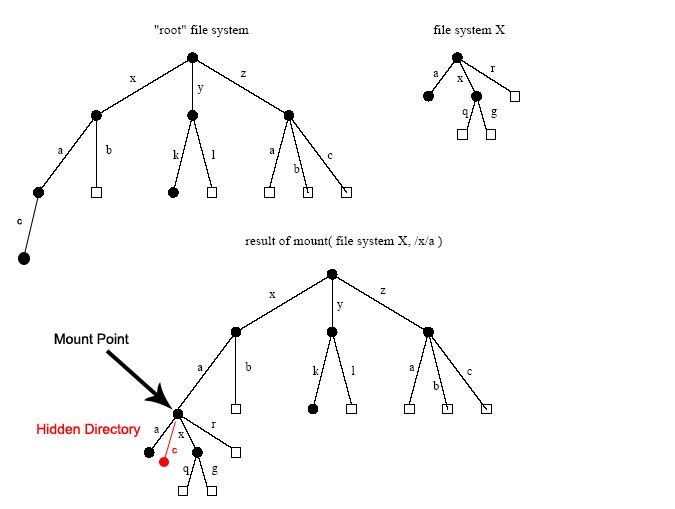 "root" file system
file system X
x
y
z
a
x
r
a
b
k
l
a
b
c
q
g
c
result of mount( file system X, /x/a )
x
y
z
Mount Point
a
b
k
l
a
b
c
Hidden Directory
a
x
r
c
q
g